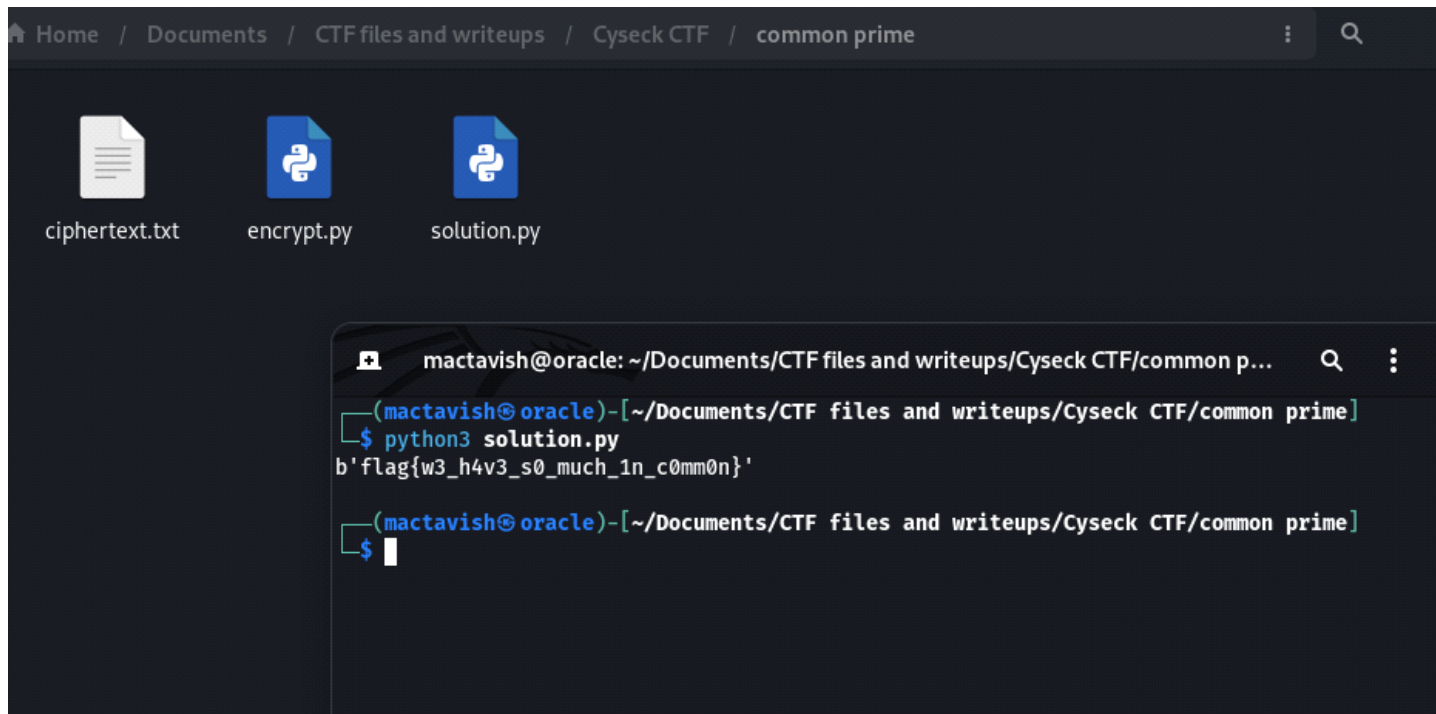 Home / Documents / CTF files and writeups / Cyseck CTF / common prime
ciphertext.txt encrypt.py solution.py
mactavish@oracle: ~/Documents/CTF files and writeups/Cyseck CTF/common p...
┌──(mactavish㉿oracle)-[~/Documents/CTF files and writeups/Cyseck CTF/common prime]
└─$ python3 solution.py
b'flag{w3_h4v3_s0_much_1n_c0mm0n}'
┌──(mactavish㉿oracle)-[~/Documents/CTF files and writeups/Cyseck CTF/common prime]
└─$